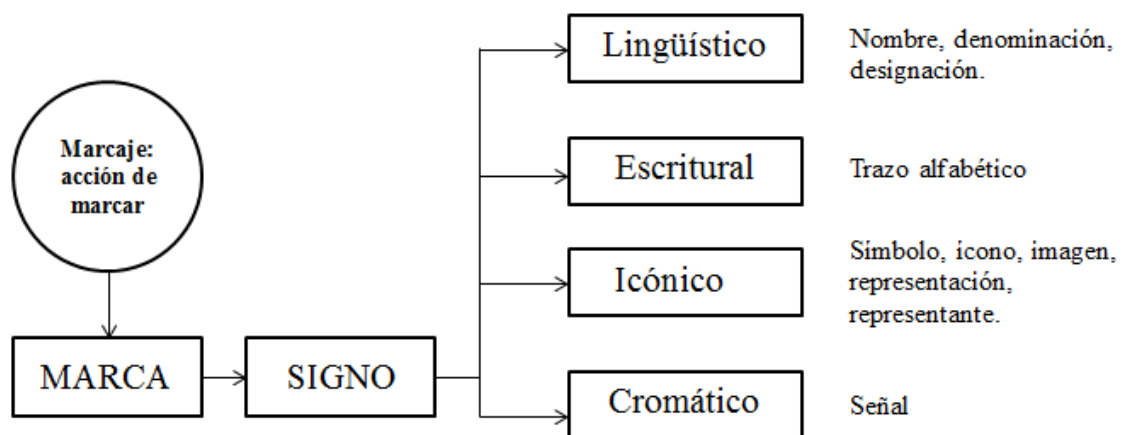 Marcaje:
acción de
marcar
MARCA
SIGNO
Lingüístico
Nombre, denominación,
designación.
Escritural
Trazo alfabético
Icónico
Símbolo, ícono, imagen,
representación,
representante.
Cromático
Señal